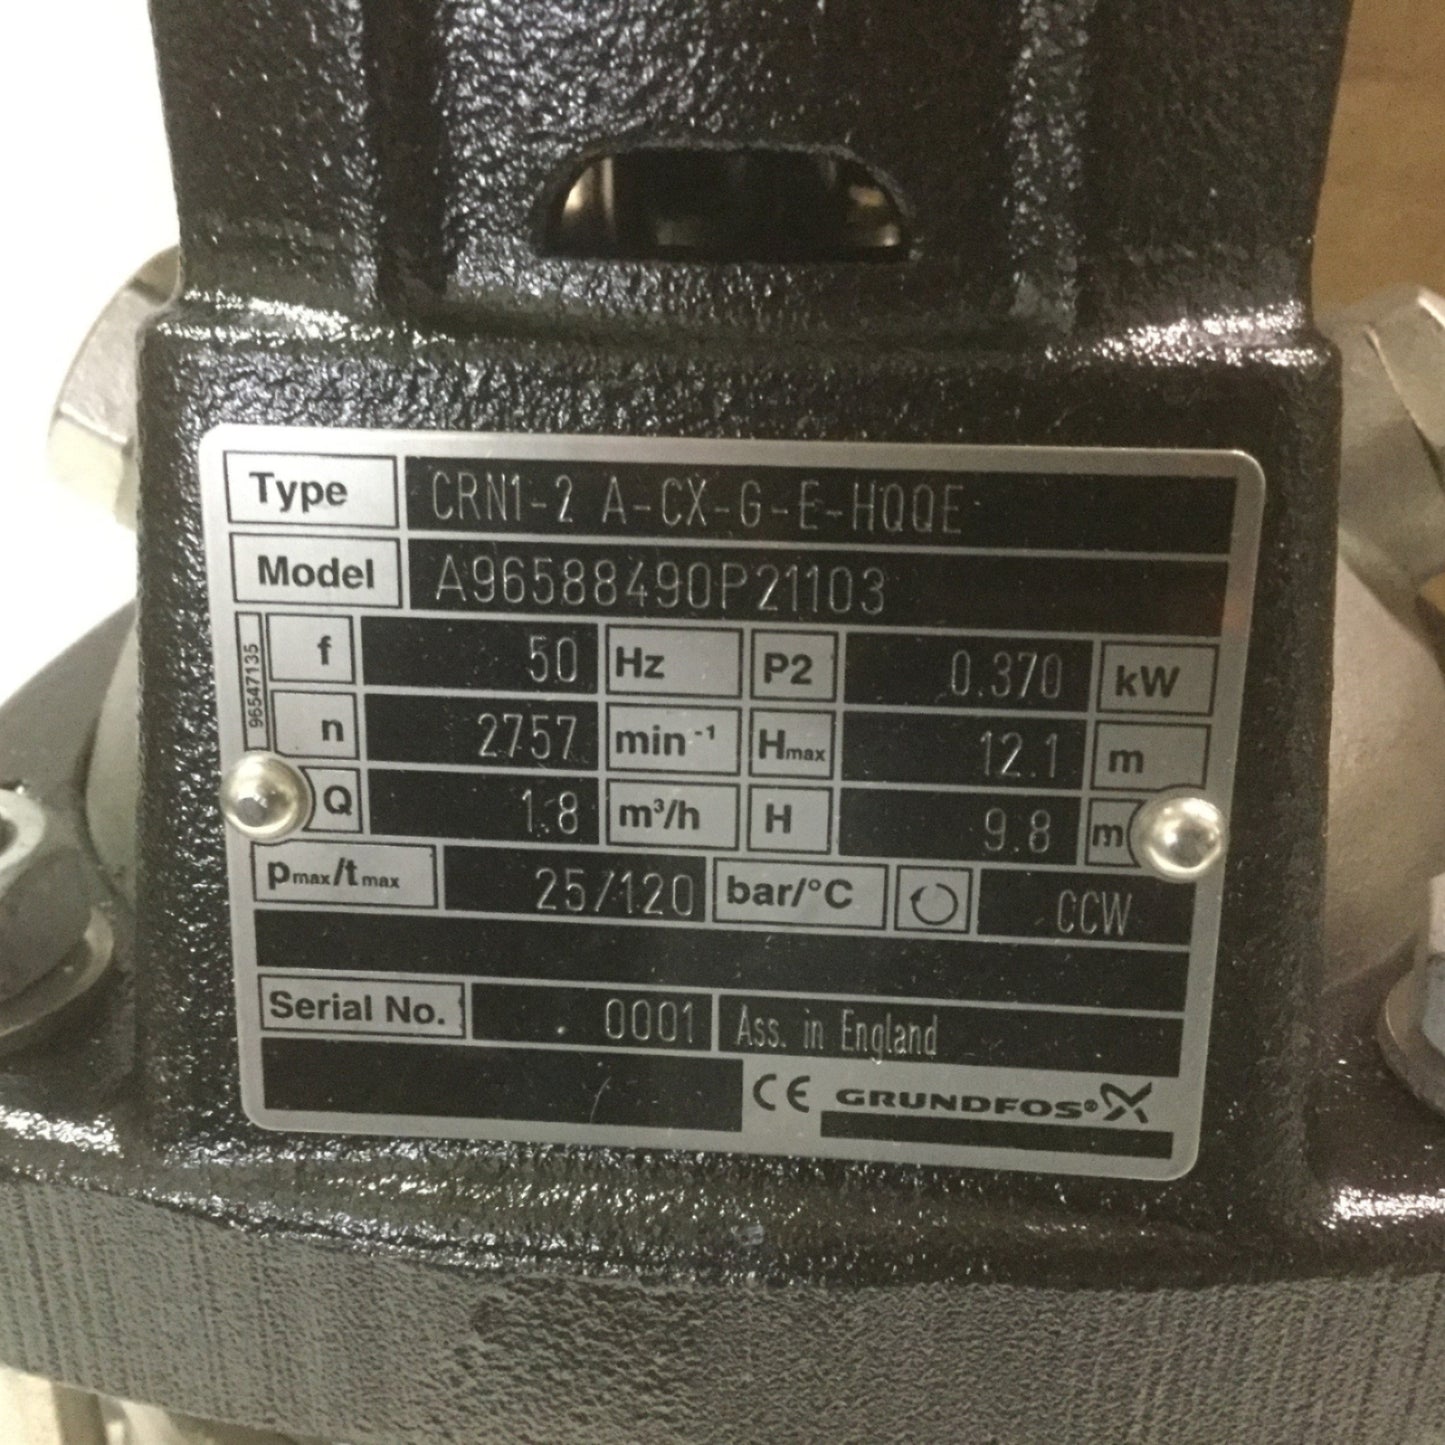 Type CRN1-2 A-CX-G-E-HQQE
Model A96588490P21103
96547135
f 50 Hz P2 0.370 kW
n 2757 min⁻¹ Hmax 12.1 m
Q 1.8 m³/h H 9.8 m
pmax/tmax 25/120 bar/°C CCW
Serial No. 0001 Ass. in England
CE GRUNDFOS®